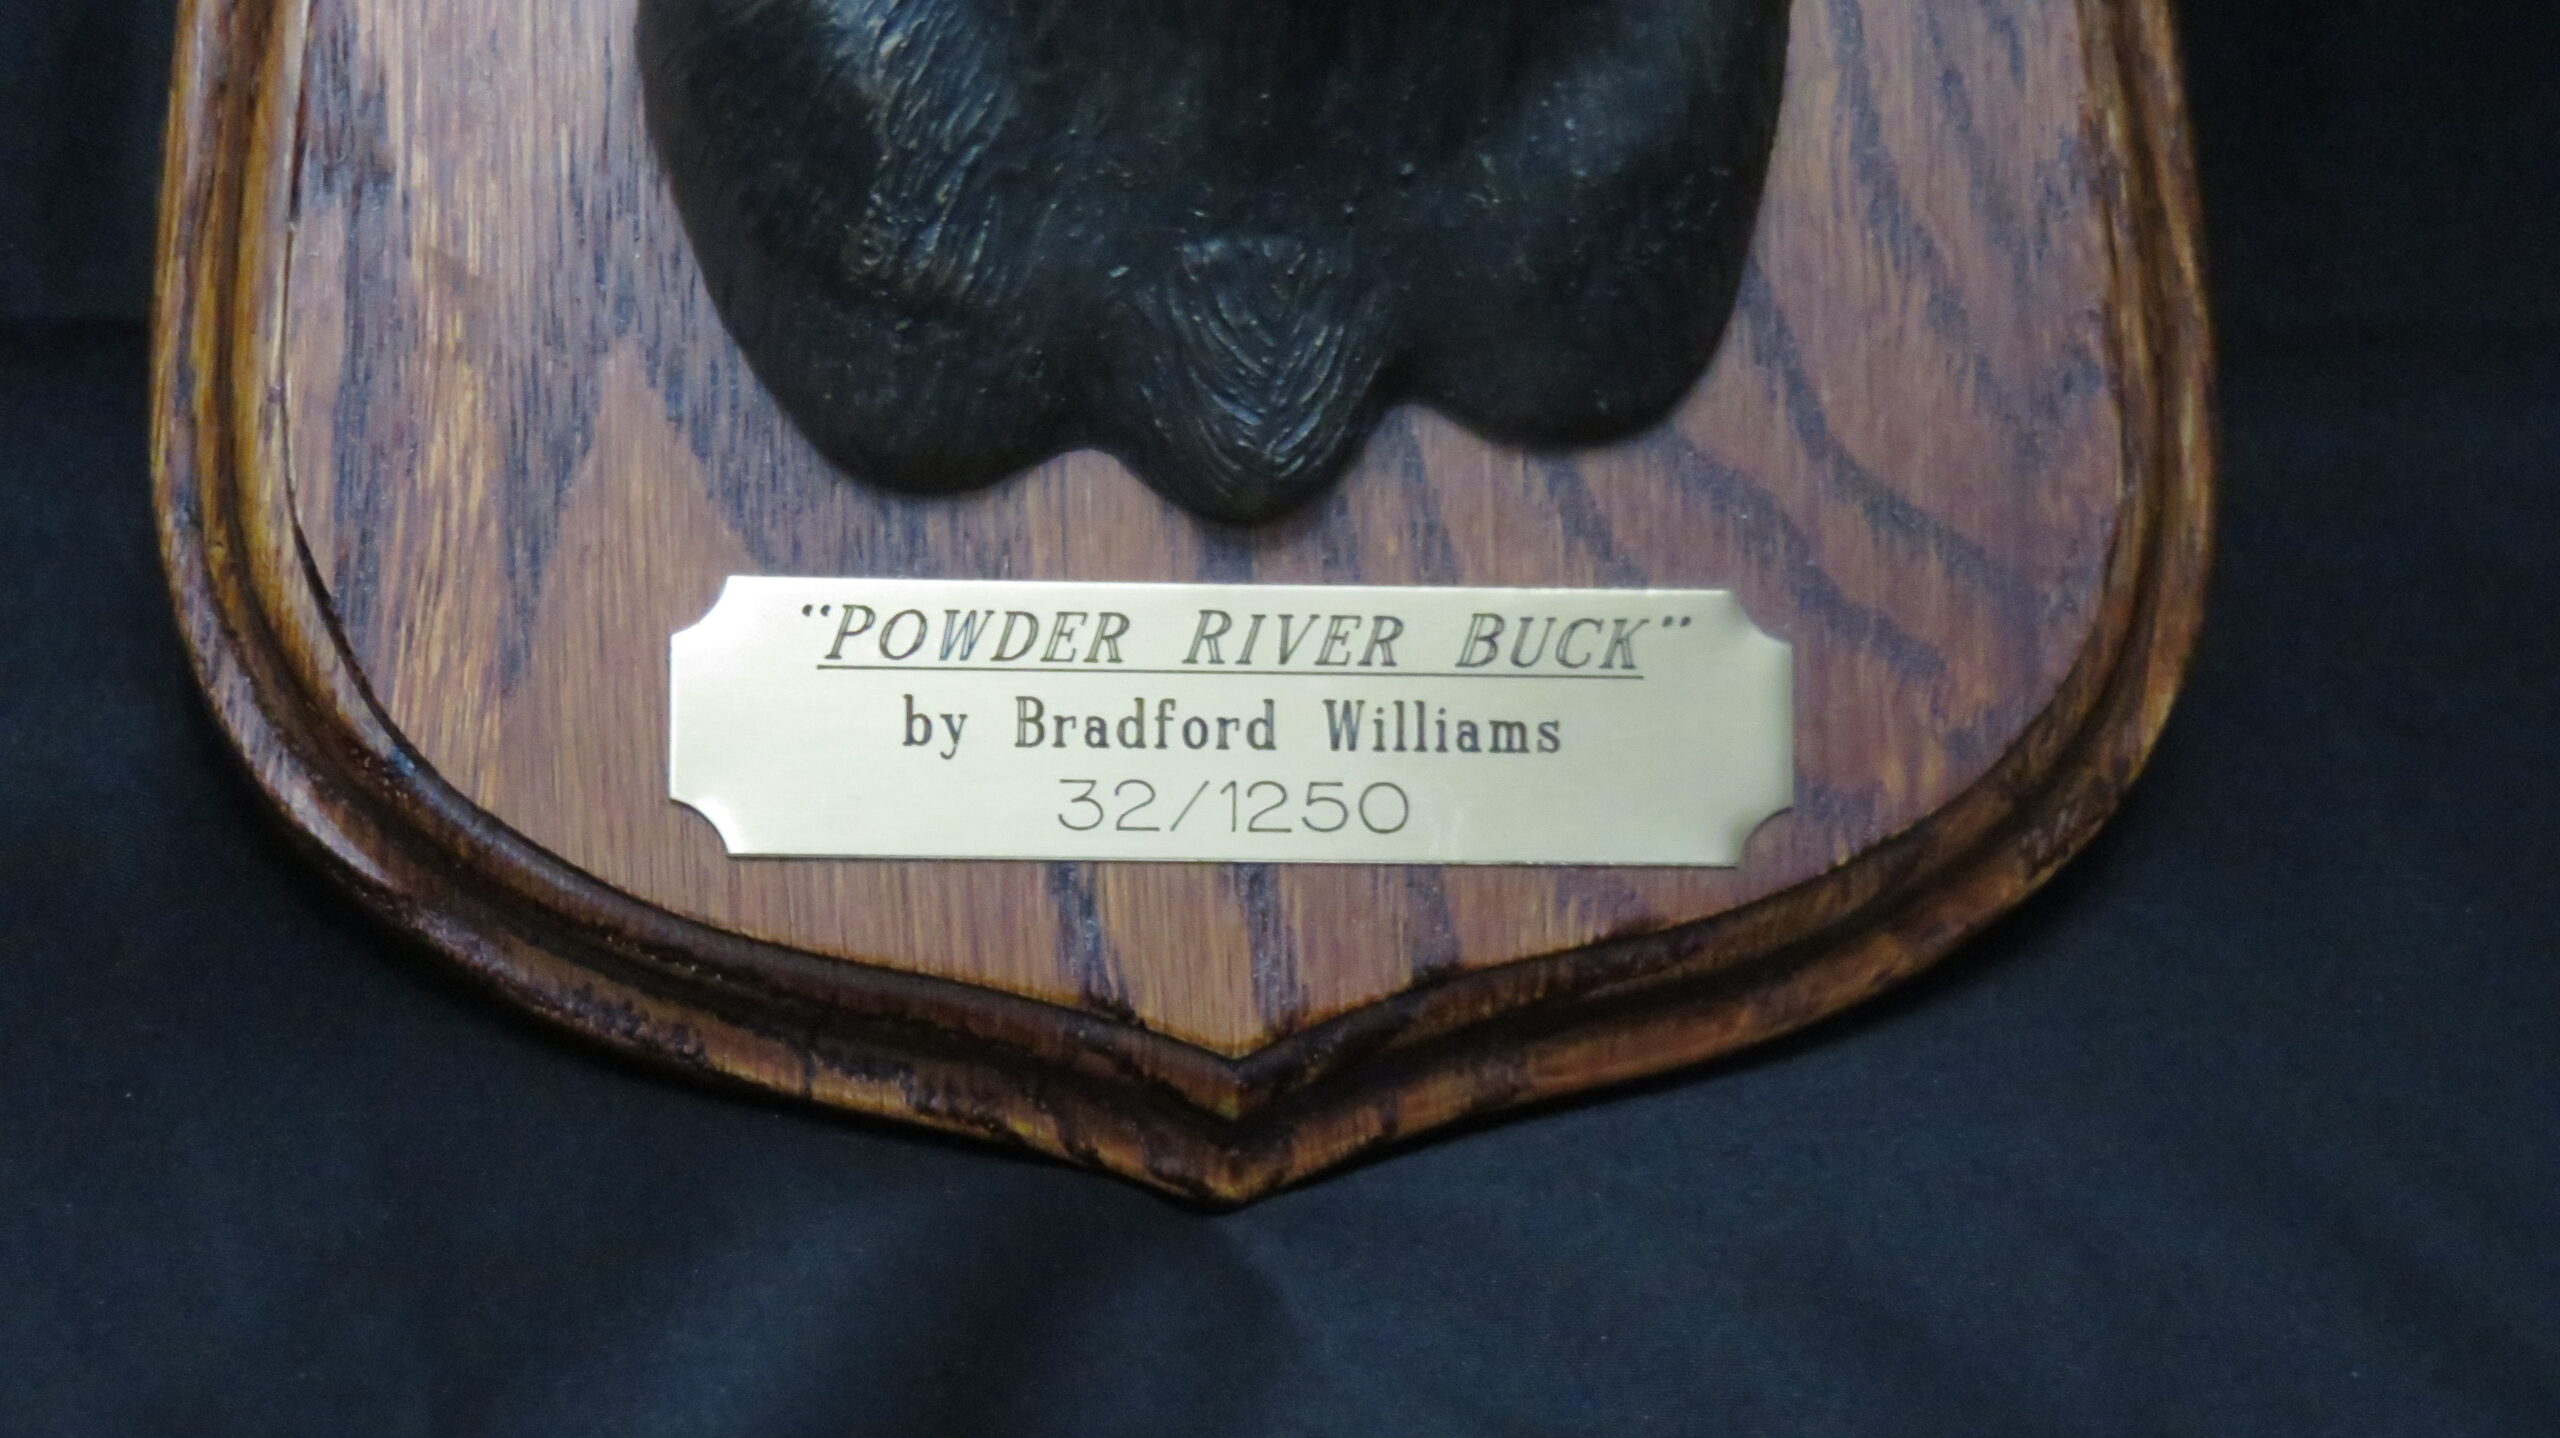 "POWDER RIVER BUCK"
by Bradford Williams
32/1250